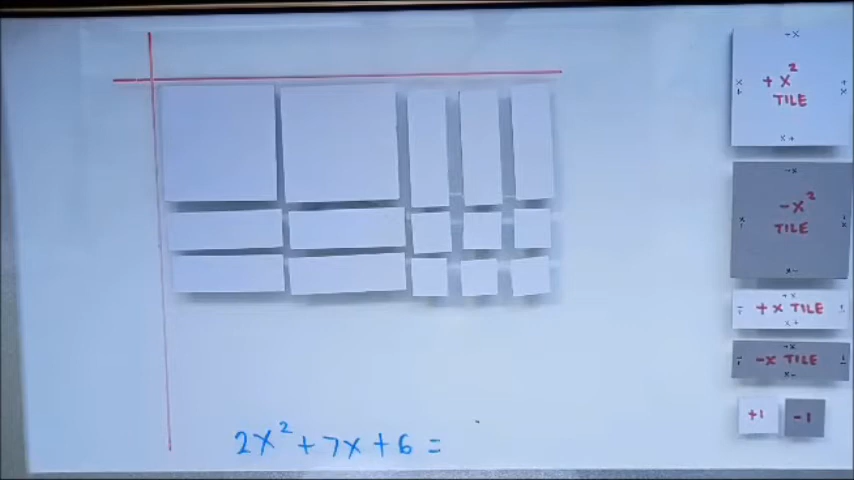 +x²
TILE
-x²
TILE
+x TILE
-x TILE
+1 -1
2x² + 7x + 6 =